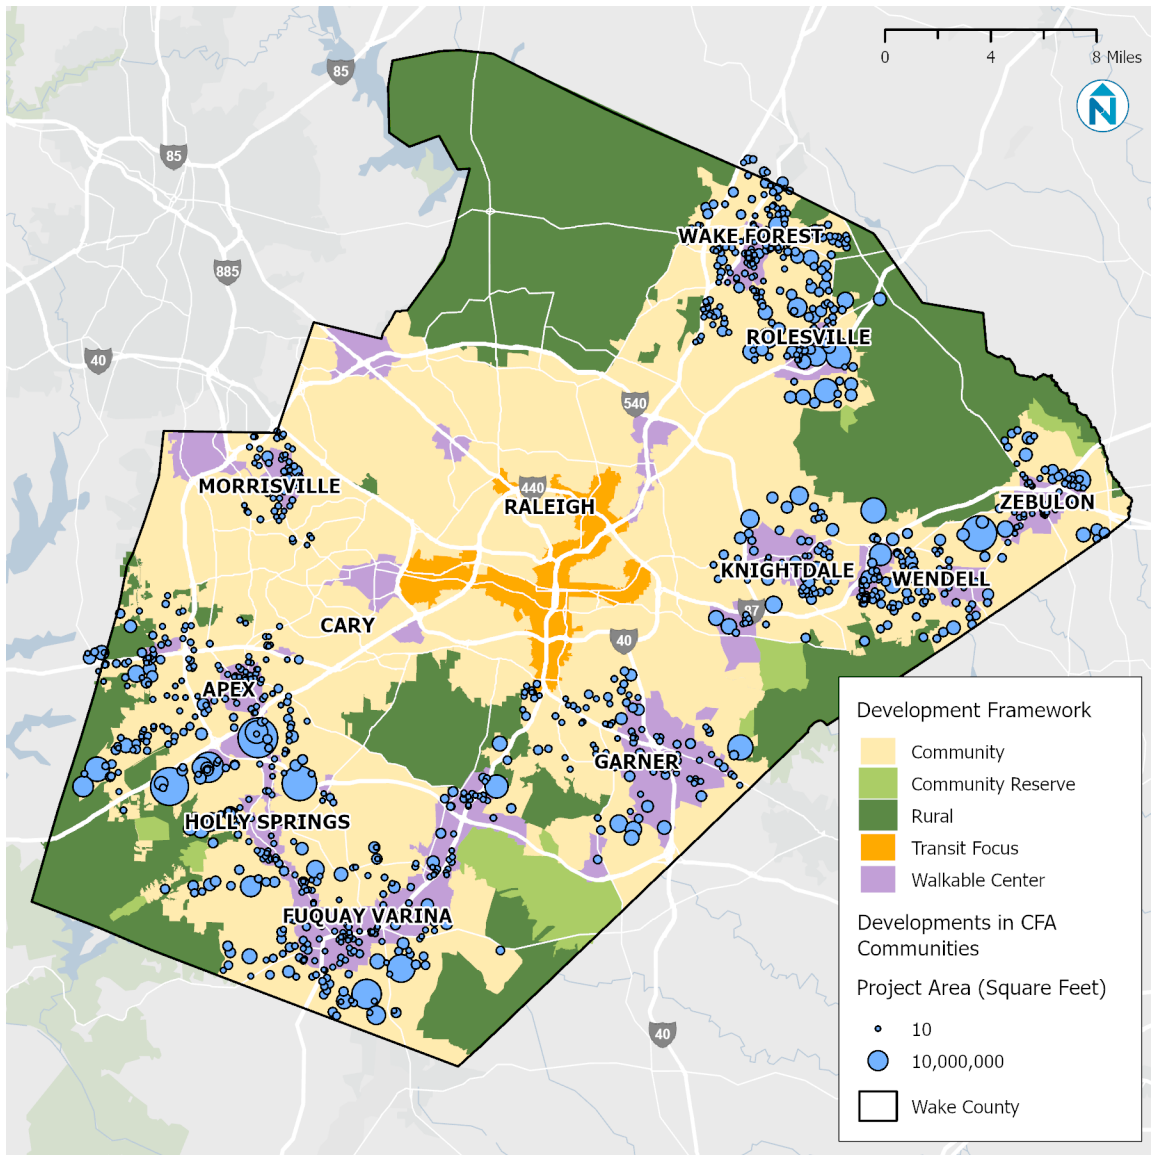 0 4 8 Miles
N
85
85
WAKE FOREST
885
ROLESVILLE
40
540
MORRISVILLE
440
RALEIGH
ZEBULON
KNIGHTDALE
WENDELL
87
CARY
40
APEX
GARNER
HOLLY SPRINGS
FUQUAY VARINA
40
Development Framework
Community
Community Reserve
Rural
Transit Focus
Walkable Center
Developments in CFA
Communities
Project Area (Square Feet)
10
10,000,000
Wake County